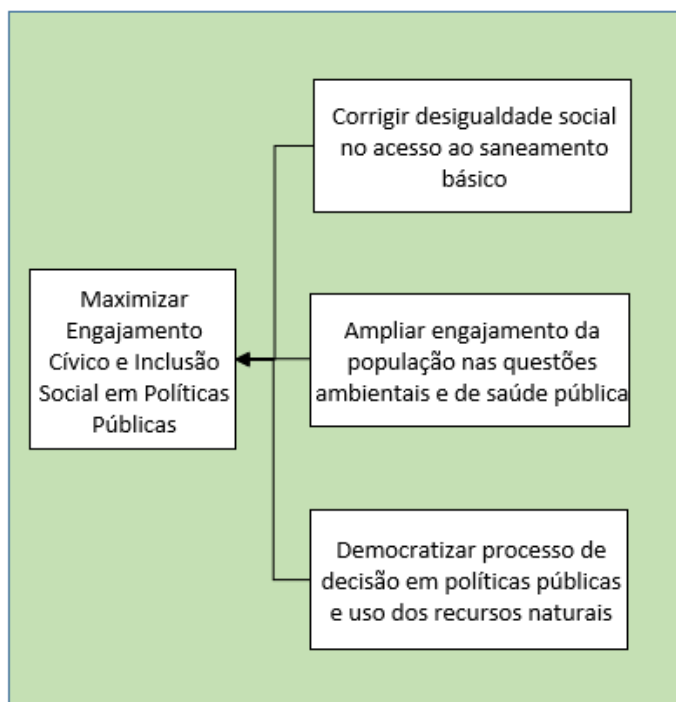 Corrigir desigualdade social
no acesso ao saneamento
básico
Maximizar
Engajamento
Cívico e Inclusão
Social em Políticas
Públicas
Ampliar engajamento da
população nas questões
ambientais e de saúde pública
Democratizar processo de
decisão em políticas públicas
e uso dos recursos naturais